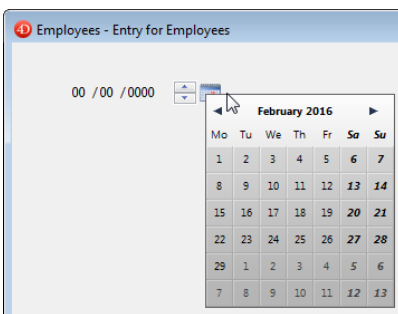 4D Employees - Entry for Employees
00 /00 /0000
February 2016
Mo Tu We Th Fr Sa Su
1 2 3 4 5 6 7
8 9 10 11 12 13 14
15 16 17 18 19 20 21
22 23 24 25 26 27 28
29 1 2 3 4 5 6
7 8 9 10 11 12 13